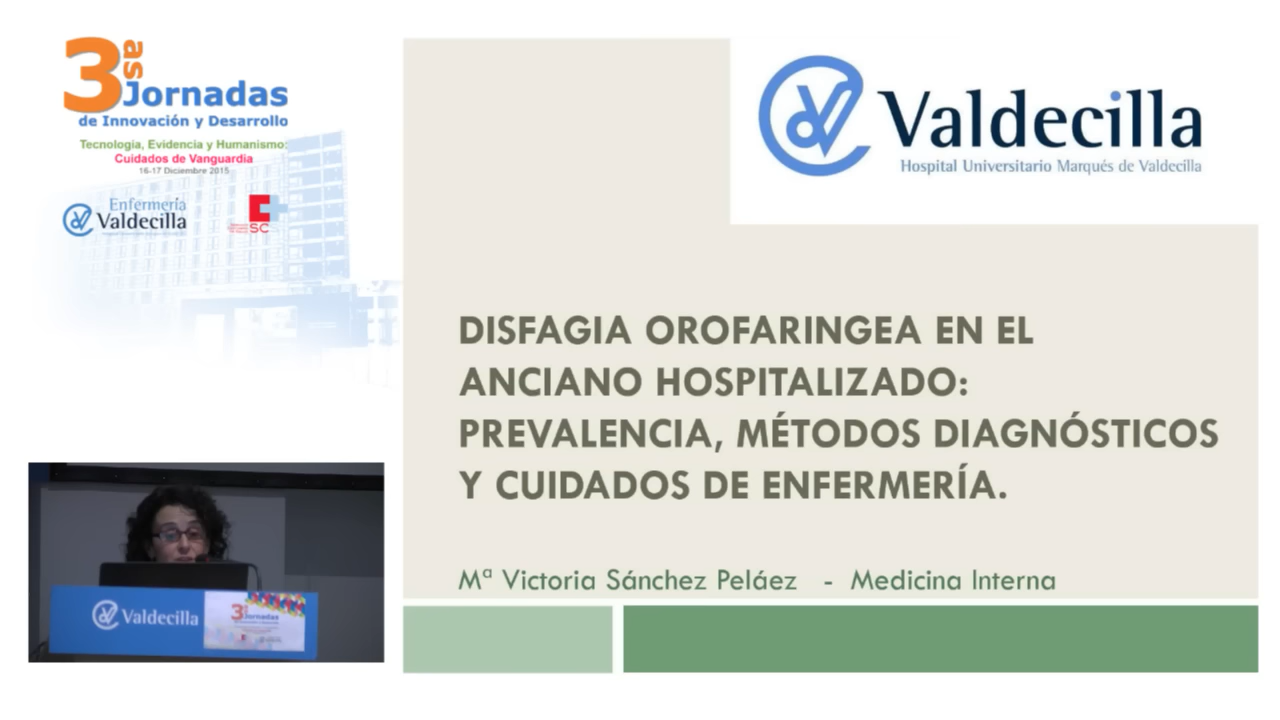 3as
Jornadas
de Innovación y Desarrollo
Tecnología, Evidencia y Humanismo:
Cuidados de Vanguardia
16-17 Diciembre 2015
Enfermería
Valdecilla
SC
Valdecilla
Hospital Universitario Marqués de Valdecilla
DISFAGIA OROFARINGEA EN EL
ANCIANO HOSPITALIZADO:
PREVALENCIA, MÉTODOS DIAGNÓSTICOS
Y CUIDADOS DE ENFERMERÍA.
Mª Victoria Sánchez Peláez - Medicina Interna
Valdecilla
3as
Jornadas